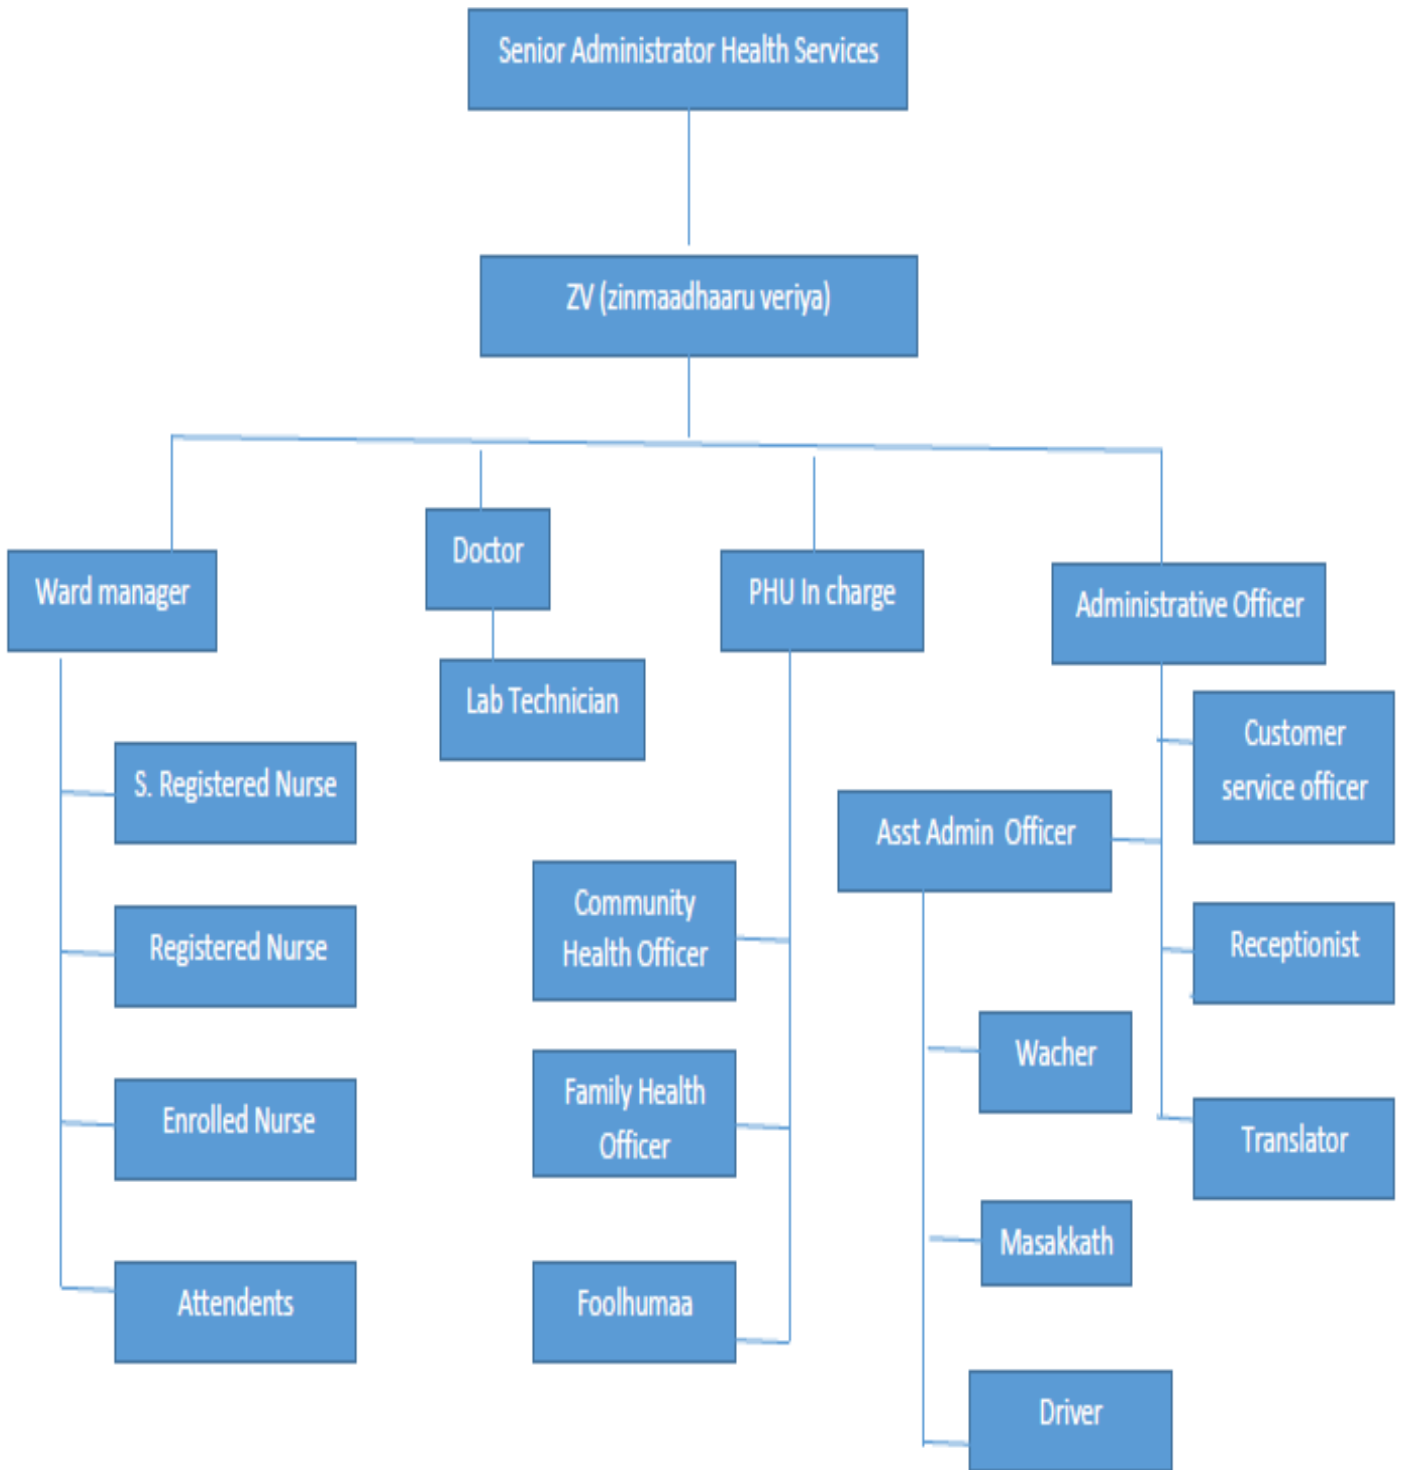 Senior Administrator Health Services
ZV (zinmaadhaaru veriya)
Ward manager
Doctor
PHU In charge
Administrative Officer
Lab Technician
S. Registered Nurse
Registered Nurse
Enrolled Nurse
Attendents
Community
Health Officer
Family Health
Officer
Foolhumaa
Asst Admin Officer
Wacher
Masakkath
Driver
Customer
service officer
Receptionist
Translator